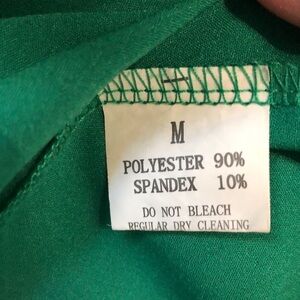 M
POLYESTER 90%
SPANDEX 10%
DO NOT BLEACH
REGULAR DRY CLEANING